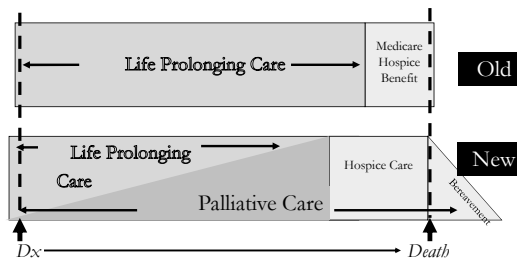 Life Prolonging Care
Medicare
Hospice
Benefit
Old
Life Prolonging
Care
Palliative Care
Hospice Care
Bereavement
New
Dx
Death